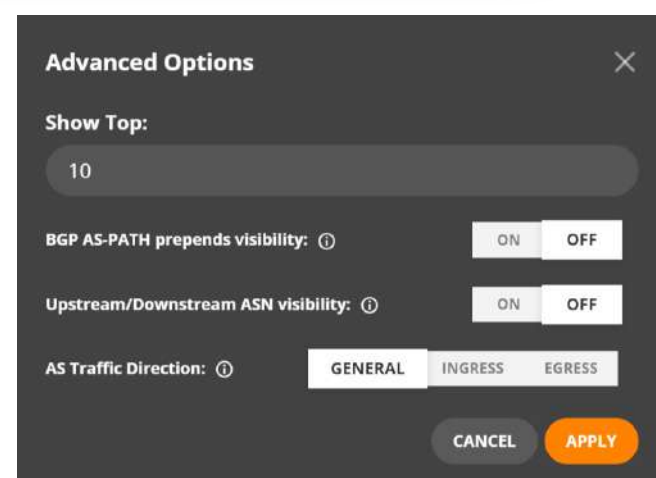 Advanced Options
Show Top:
10
BGP AS-PATH prepends visibility: ON OFF
Upstream/Downstream ASN visibility: ON OFF
AS Traffic Direction: GENERAL INGRESS EGRESS
CANCEL APPLY